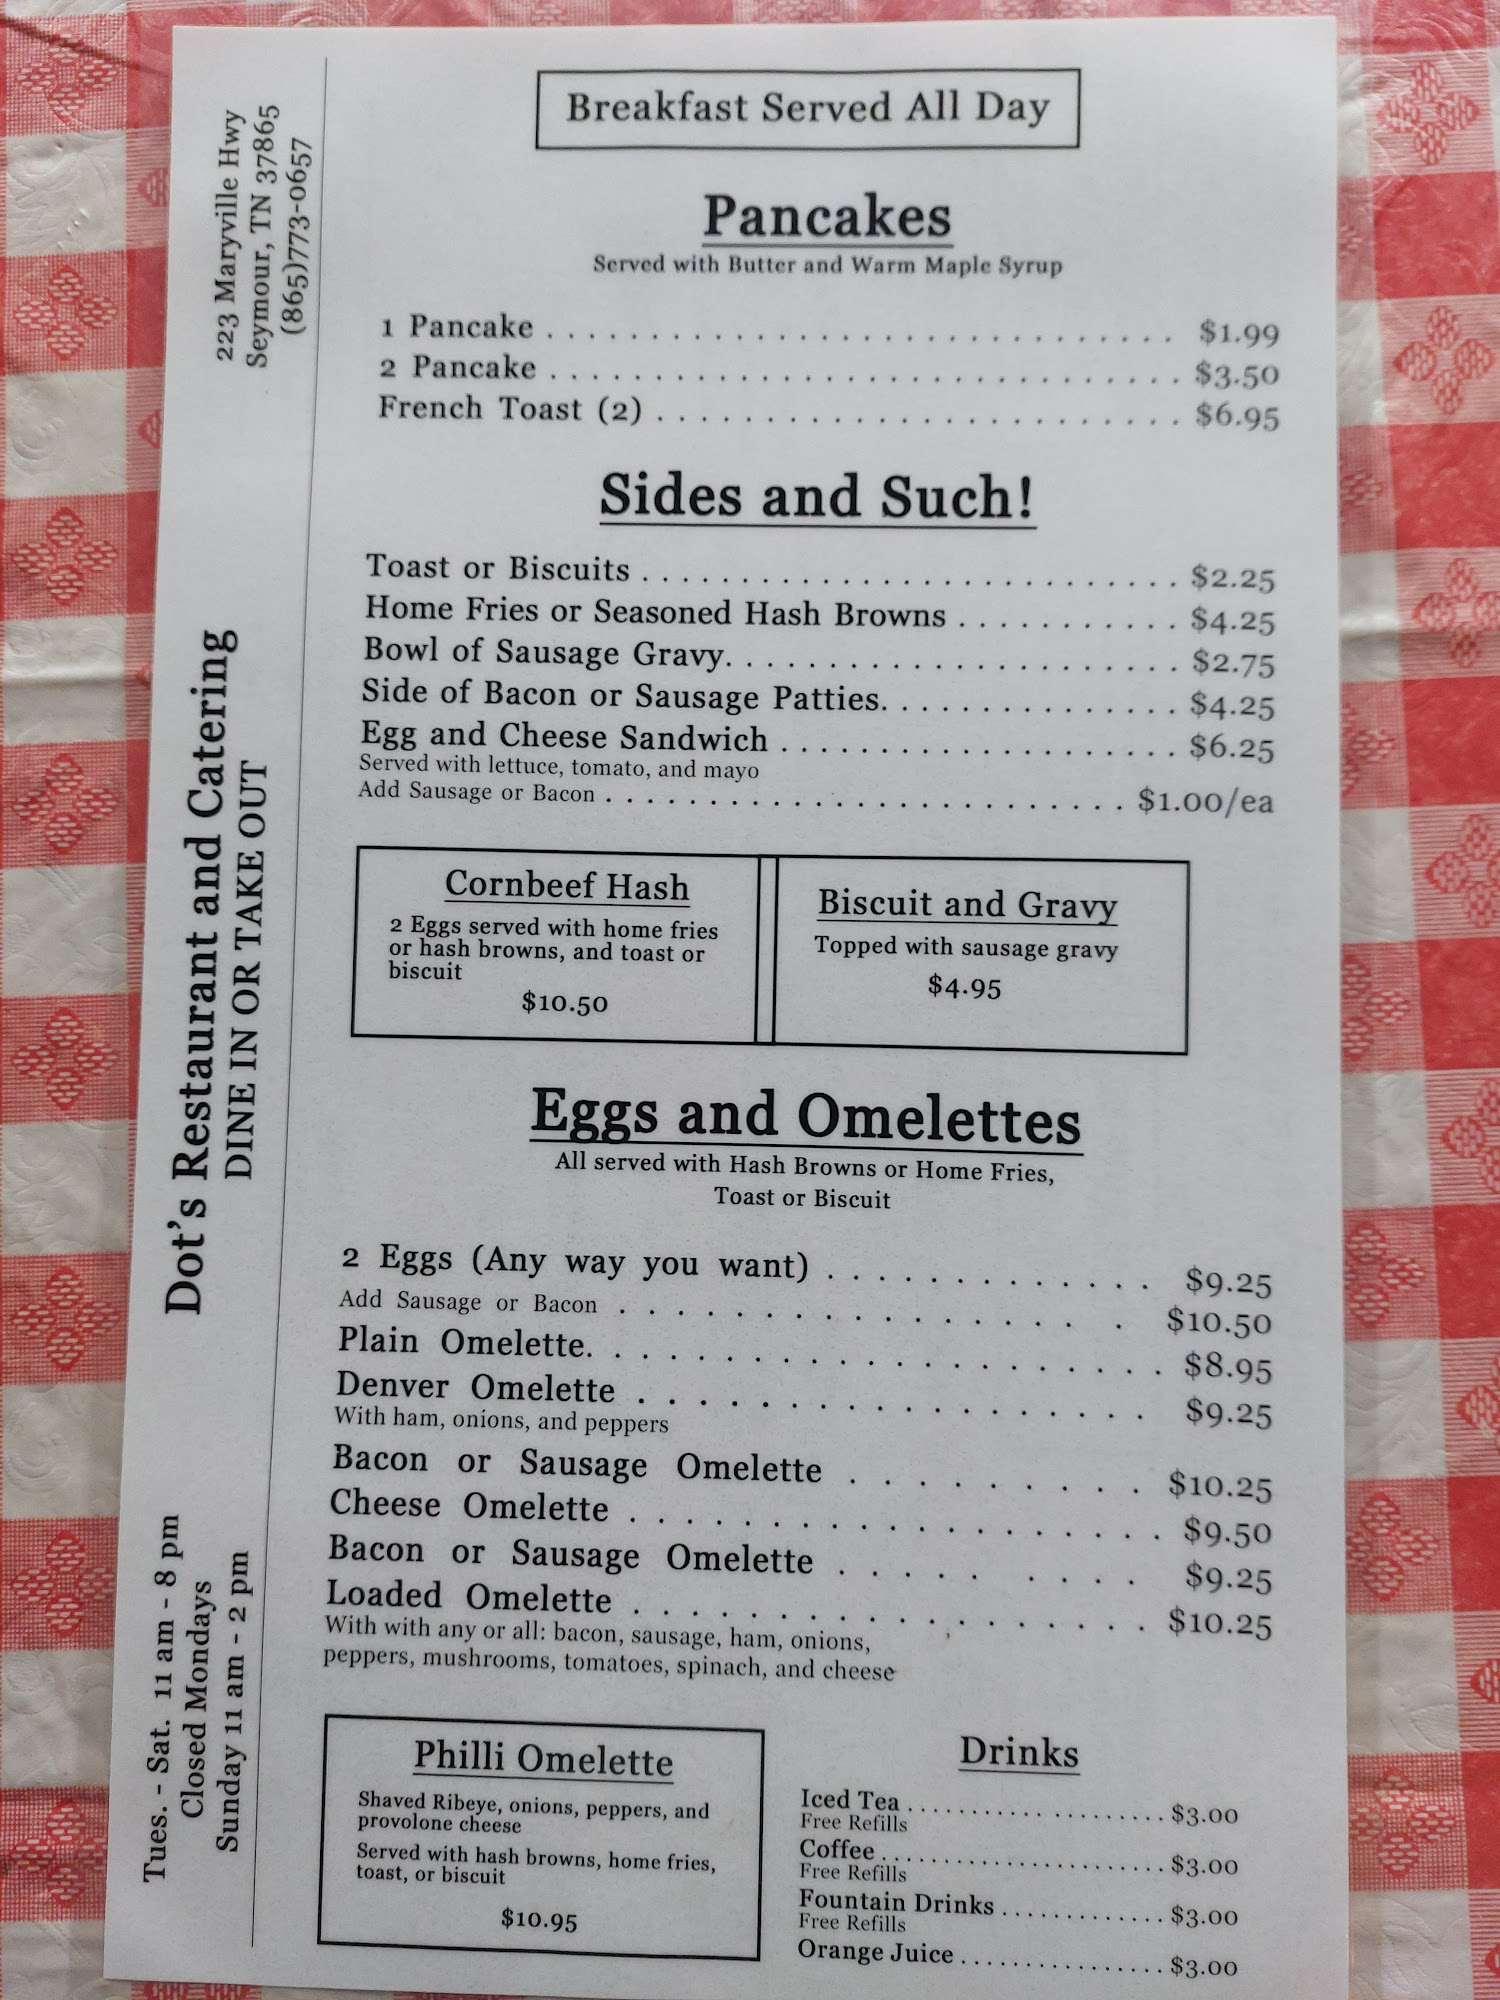 Breakfast Served All Day
Pancakes
Served with Butter and Warm Maple Syrup
1 Pancake . . . . . . . . . . . . . . . . . . . . . . . . . . . . $1.99
2 Pancake . . . . . . . . . . . . . . . . . . . . . . . . . . . . $3.50
French Toast (2) . . . . . . . . . . . . . . . . . . . . . . . $6.95
Sides and Such!
Toast or Biscuits . . . . . . . . . . . . . . . . . . . . . . . . $2.25
Home Fries or Seasoned Hash Browns . . . . . . . . . . $4.25
Bowl of Sausage Gravy. . . . . . . . . . . . . . . . . . . . $2.75
Side of Bacon or Sausage Patties. . . . . . . . . . . . . $4.25
Egg and Cheese Sandwich . . . . . . . . . . . . . . . . . . $6.25
Served with lettuce, tomato, and mayo
Add Sausage or Bacon . . . . . . . . . . . . . . . . . . . . . . $1.00/ea
Cornbeef Hash
2 Eggs served with home fries
or hash browns, and toast or
biscuit
$10.50
Biscuit and Gravy
Topped with sausage gravy
$4.95
Eggs and Omelettes
All served with Hash Browns or Home Fries,
Toast or Biscuit
2 Eggs (Any way you want) . . . . . . . . . . . . . $9.25
Add Sausage or Bacon . . . . . . . . . . . . . . . . . . $10.50
Plain Omelette. . . . . . . . . . . . . . . . . . . . . $8.95
Denver Omelette . . . . . . . . . . . . . . . . . . $9.25
With ham, onions, and peppers
Bacon or Sausage Omelette . . . . . . . . . $10.25
Cheese Omelette . . . . . . . . . . . . . . . . . . . $9.50
Bacon or Sausage Omelette . . . . . . . . $9.25
Loaded Omelette . . . . . . . . . . . . . . . . . . $10.25
With with any or all: bacon, sausage, ham, onions,
peppers, mushrooms, tomatoes, spinach, and cheese
Philli Omelette
Shaved Ribeye, onions, peppers, and
provolone cheese
Served with hash browns, home fries,
toast, or biscuit
$10.95
Drinks
Iced Tea . . . . . . . . . . . . . . . . . . . . $3.00
Free Refills
Coffee . . . . . . . . . . . . . . . . . . . . . . $3.00
Free Refills
Fountain Drinks . . . . . . . . . . . . . $3.00
Free Refills
Orange Juice . . . . . . . . . . . . . . . . $3.00
223 Maryville Hwy
Seymour, TN 37865
(865)773-0657
Dot's Restaurant and Catering
DINE IN OR TAKE OUT
Tues. - Sat. 11 am - 8 pm
Closed Mondays
Sunday 11 am - 2 pm